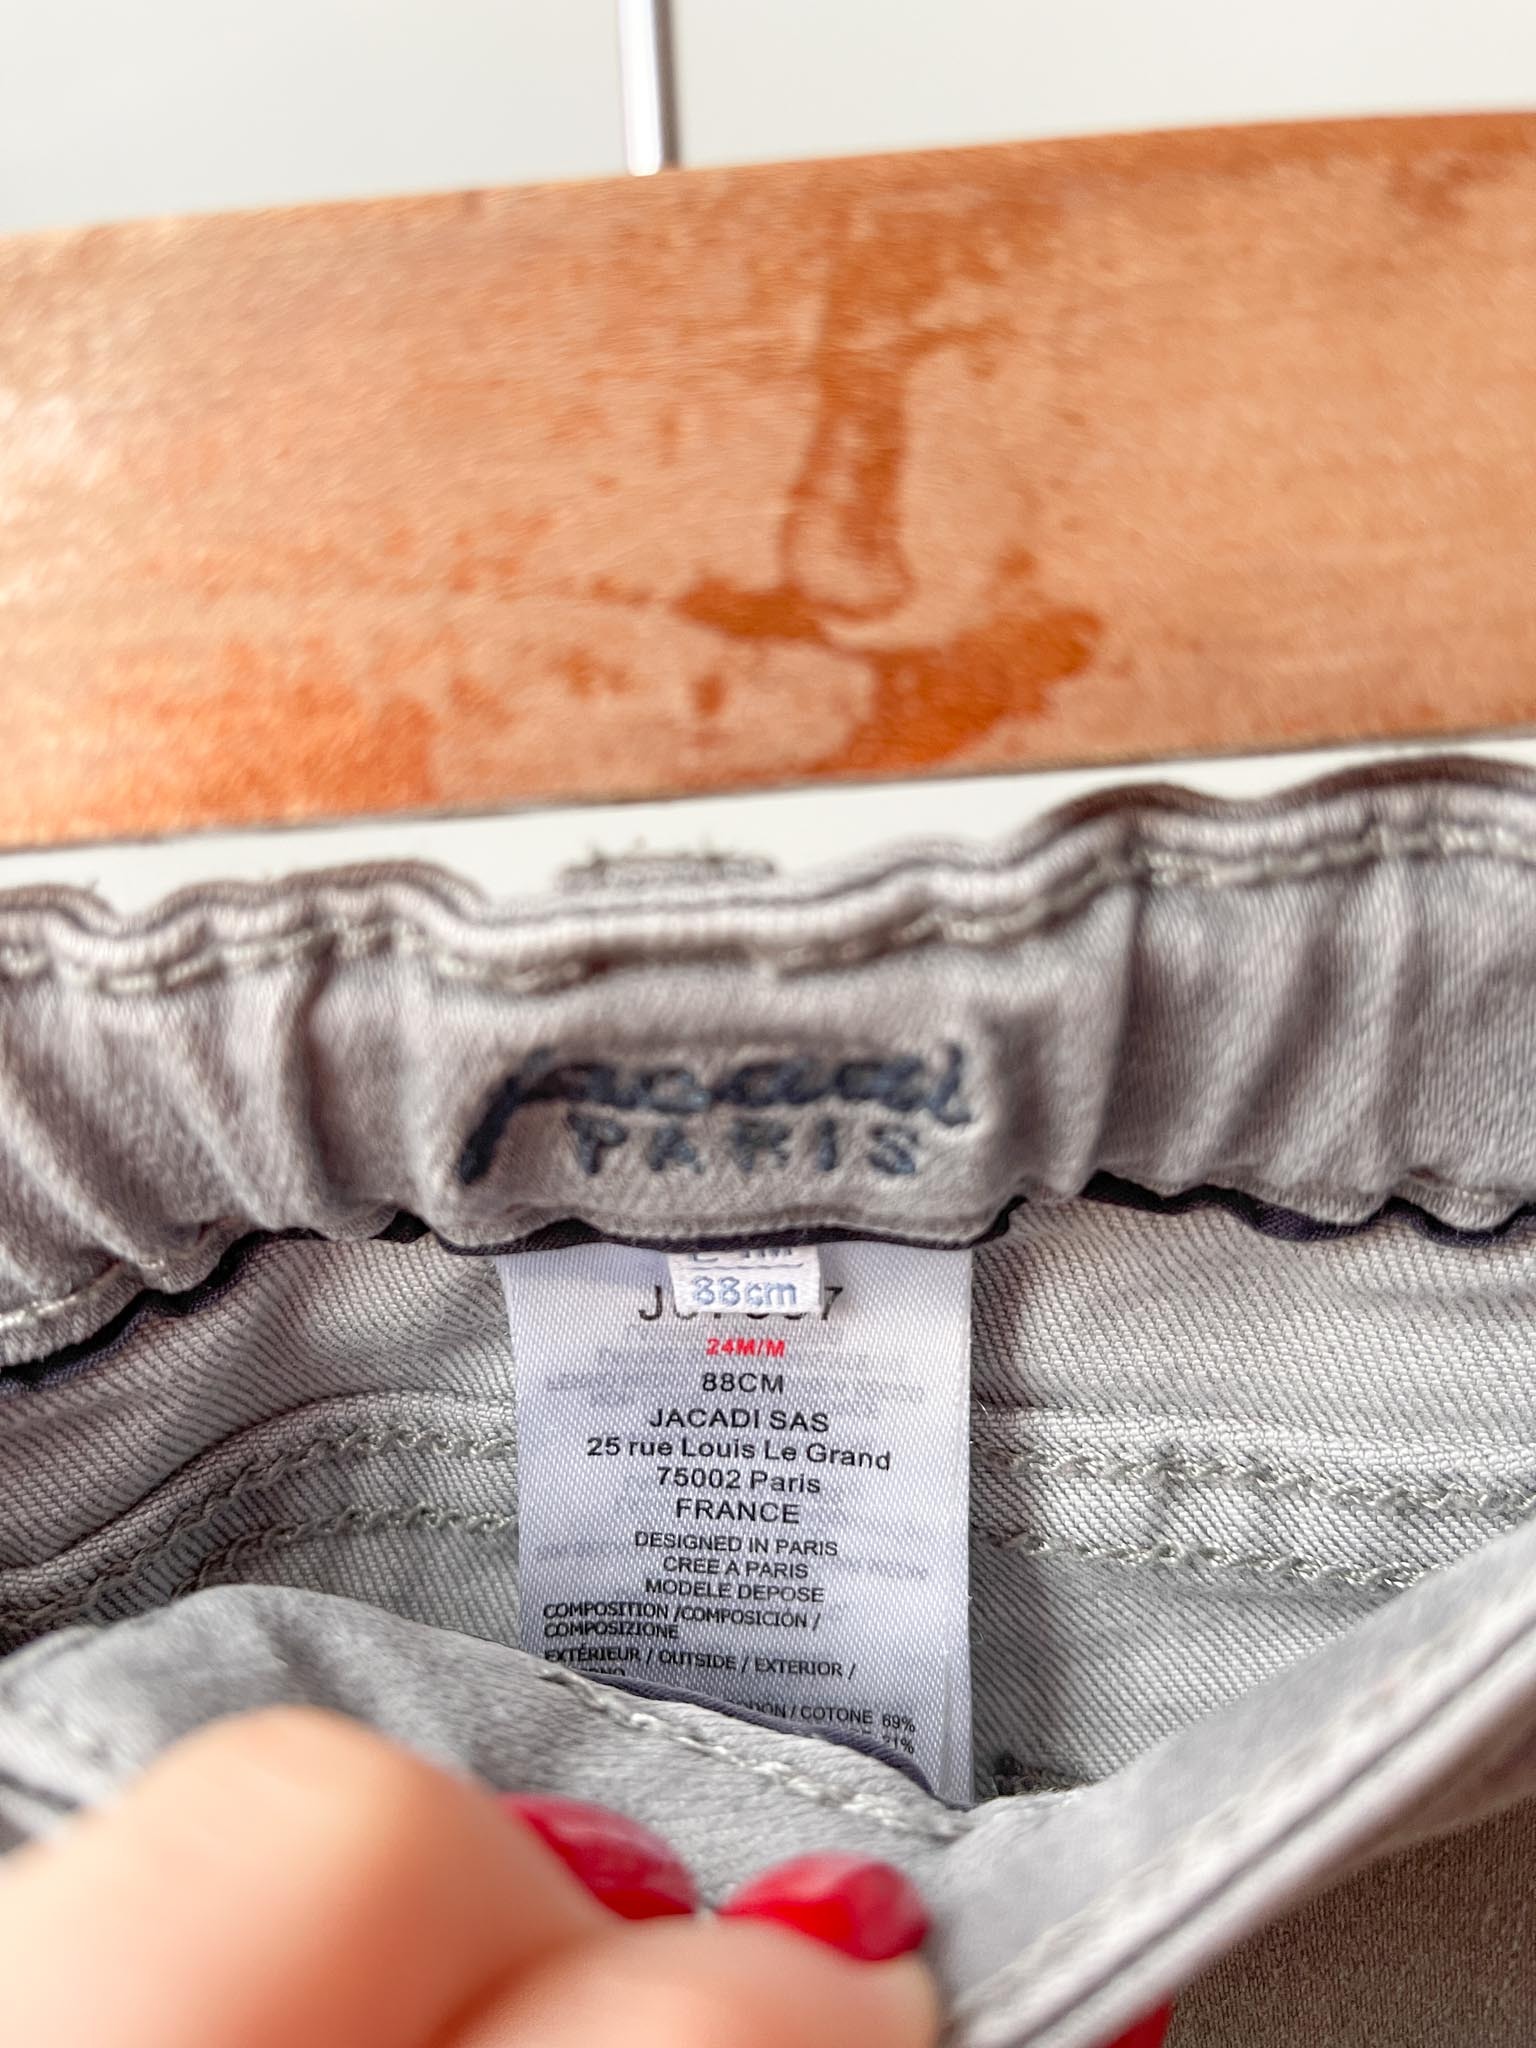 jacadi
PARIS
88cm
24M/M
88CM
JACADI SAS
25 rue Louis Le Grand
75002 Paris
FRANCE
DESIGNED IN PARIS
CREE A PARIS
MODELE DEPOSE
COMPOSITION /COMPOSICIÓN /
COMPOSIZIONE
EXTÉRIEUR / OUTSIDE / EXTERIOR /
/ COTONE 69%